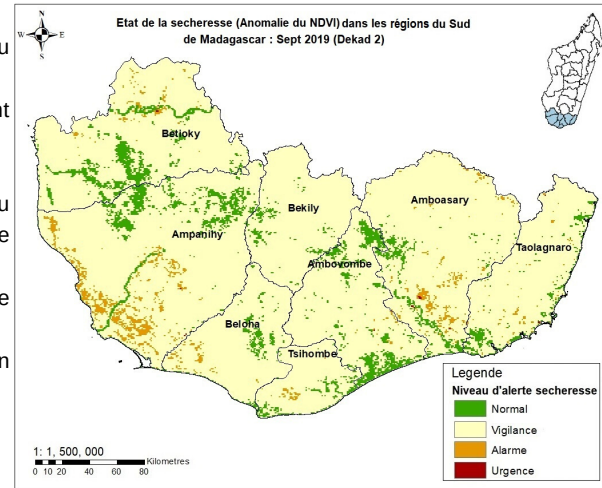 Etat de la secheresse (Anomalie du NDVI) dans les régions du Sud
de Madagascar : Sept 2019 (Dekad 2)
N
W E
S
Betioky
Ampanihy
Bekily
Amboasary
Taolagnaro
Ambovombe
Beloha
Tsihombe
Legende
Niveau d'alerte secheresse
Normal
Vigilance
Alarme
Urgence
1: 1, 500, 000
Kilometres
0 10 20 40 60 80